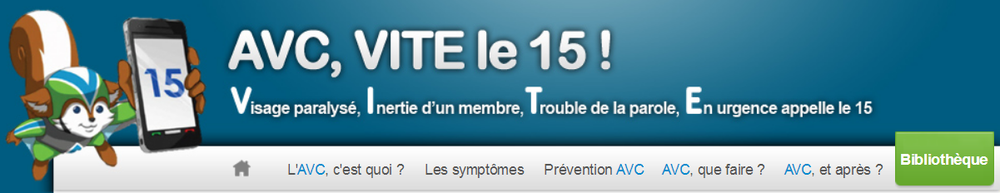 AVC, VITE le 15 !
15
Visage paralysé, Inertie d'un membre, Trouble de la parole, En urgence appelle le 15
L'AVC, c'est quoi ? Les symptômes Prévention AVC AVC, que faire ? AVC, et après ? Bibliothèque